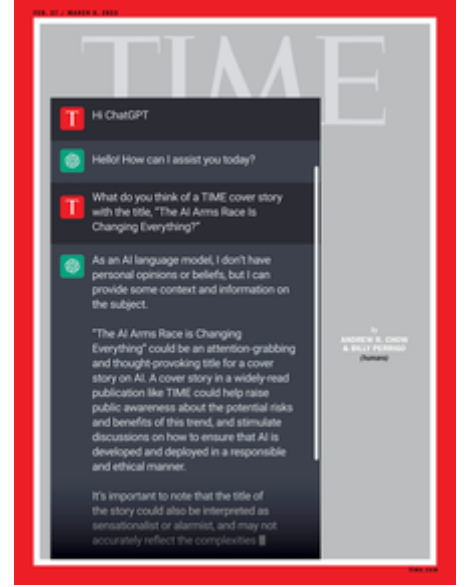 FEB. 27 / MARCH 6, 2023
TIME
T
Hi ChatGPT
Hello! How can I assist you today?
T
What do you think of a TIME cover story
with the title, "The AI Arms Race Is
Changing Everything?"
As an AI language model, I don't have
personal opinions or beliefs, but I can
provide some context and information on
the subject.
"The AI Arms Race is Changing
Everything" could be an attention-grabbing
and thought-provoking title for a cover
story on AI. A cover story in a widely-read
publication like TIME could help raise
public awareness about the potential risks
and benefits of this trend, and stimulate
discussions on how to ensure that AI is
developed and deployed in a responsible
and ethical manner.
It's important to note that the title of
the story could also be interpreted as
sensationalist or alarmist, and may not
accurately reflect the complexities
by
ANDREW R. CHOW
& BILLY PERRIGO
(humans)
TIME.COM